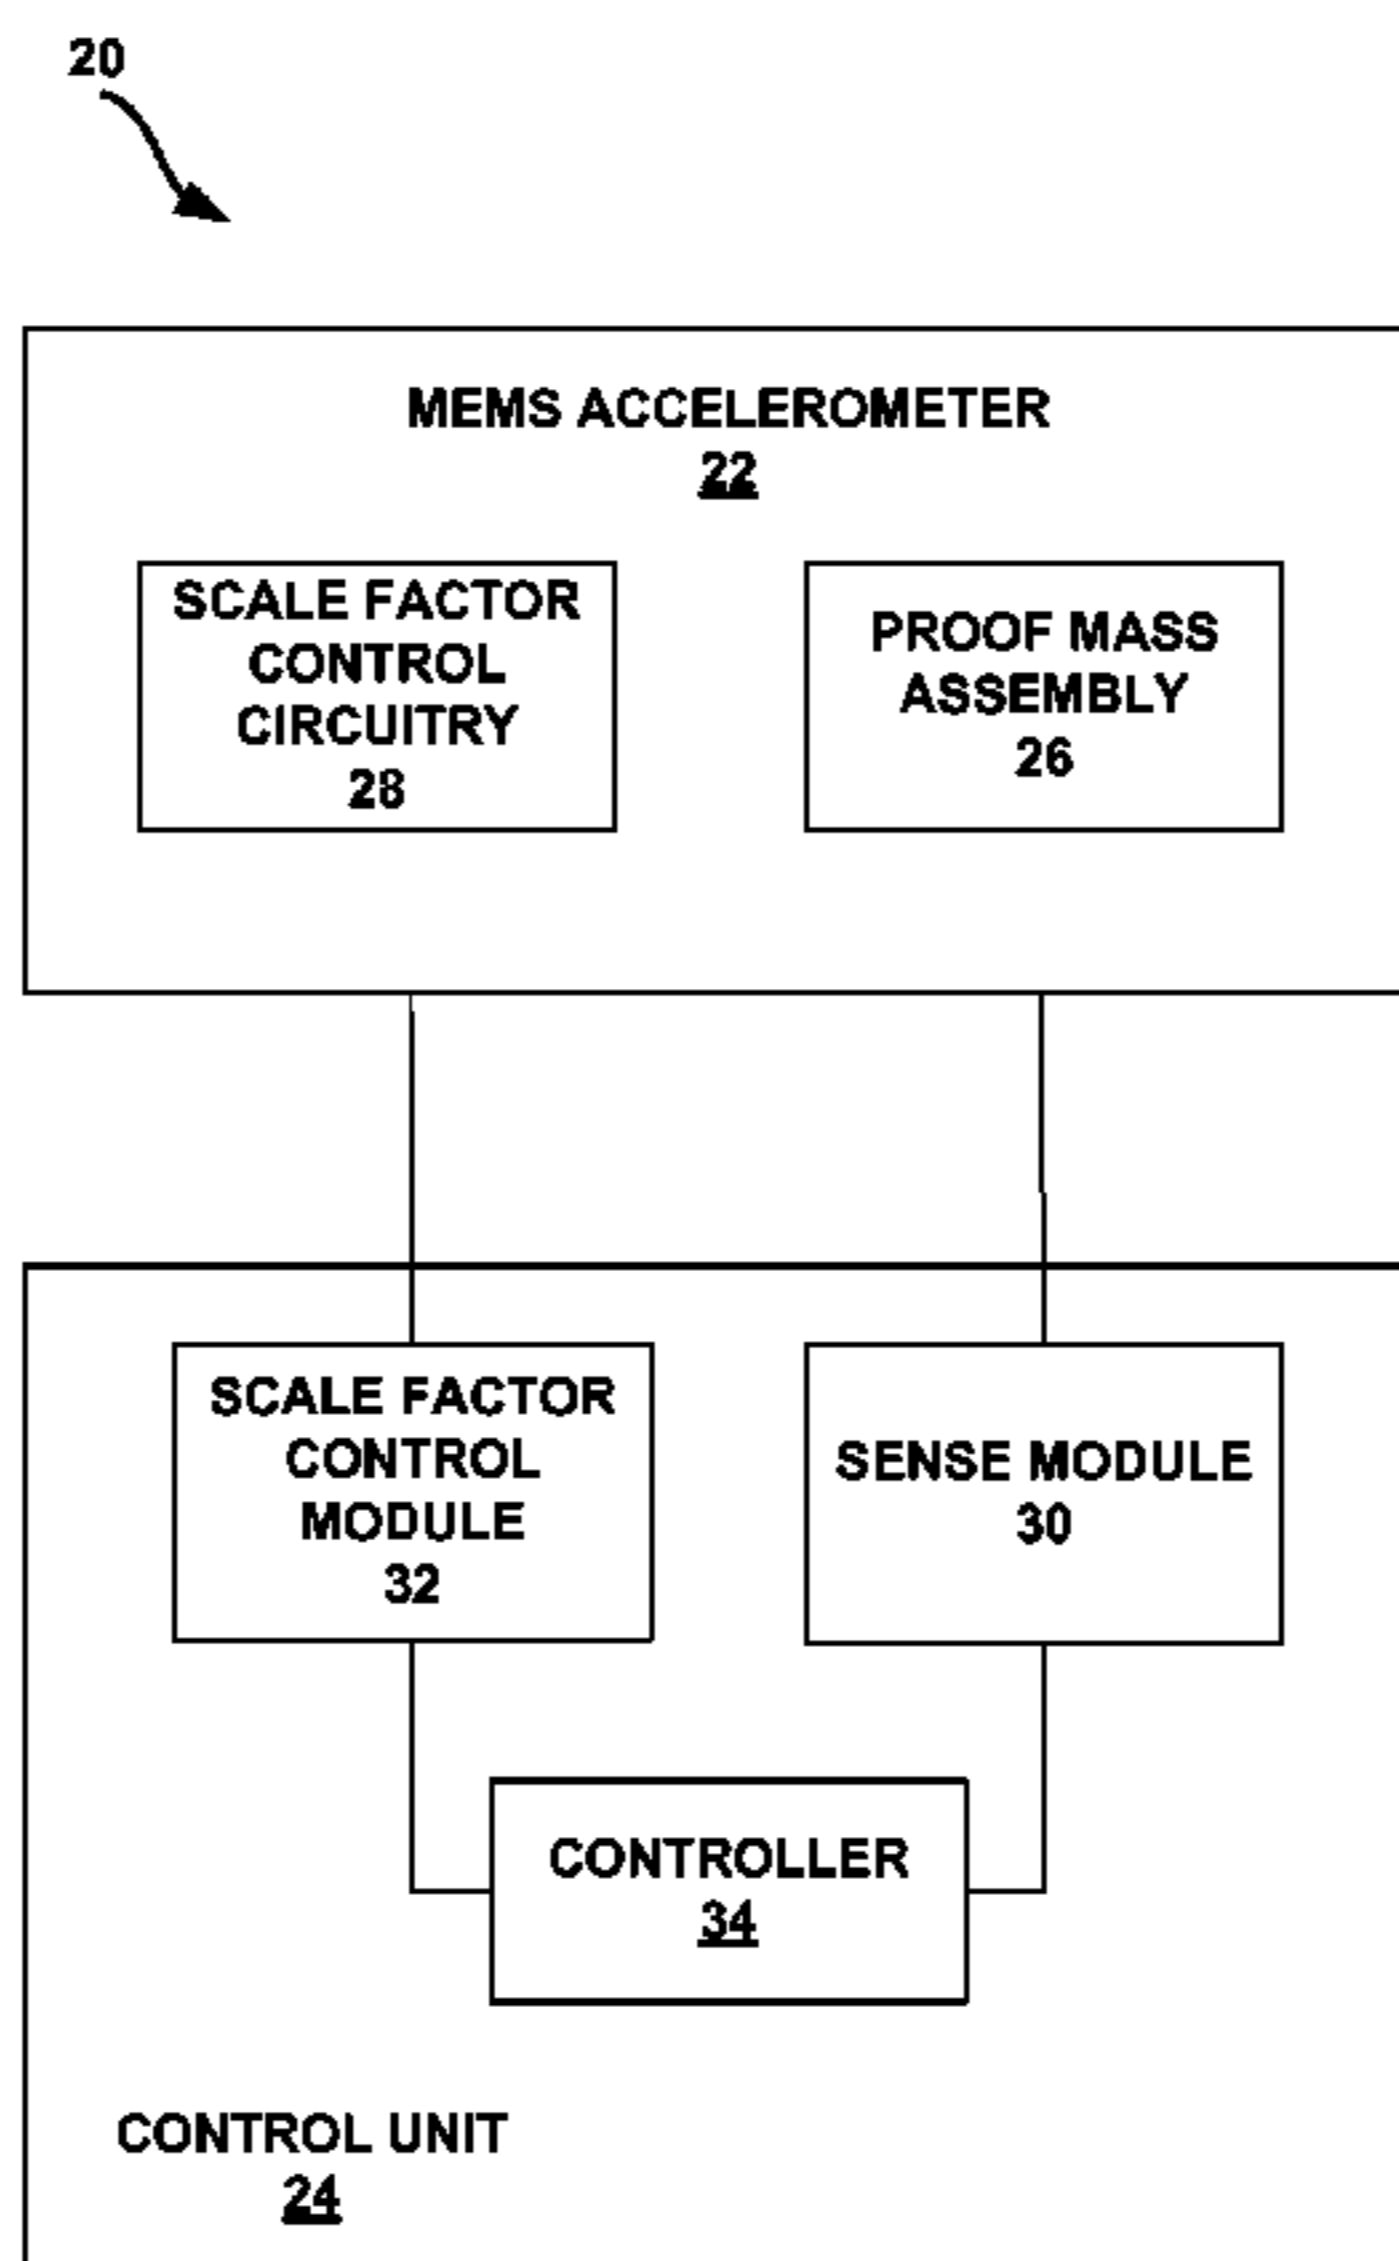 20
MEMS ACCELEROMETER
22
SCALE FACTOR
CONTROL
CIRCUITRY
28
PROOF MASS
ASSEMBLY
26
SCALE FACTOR
CONTROL
MODULE
32
SENSE MODULE
30
CONTROLLER
34
CONTROL UNIT
24